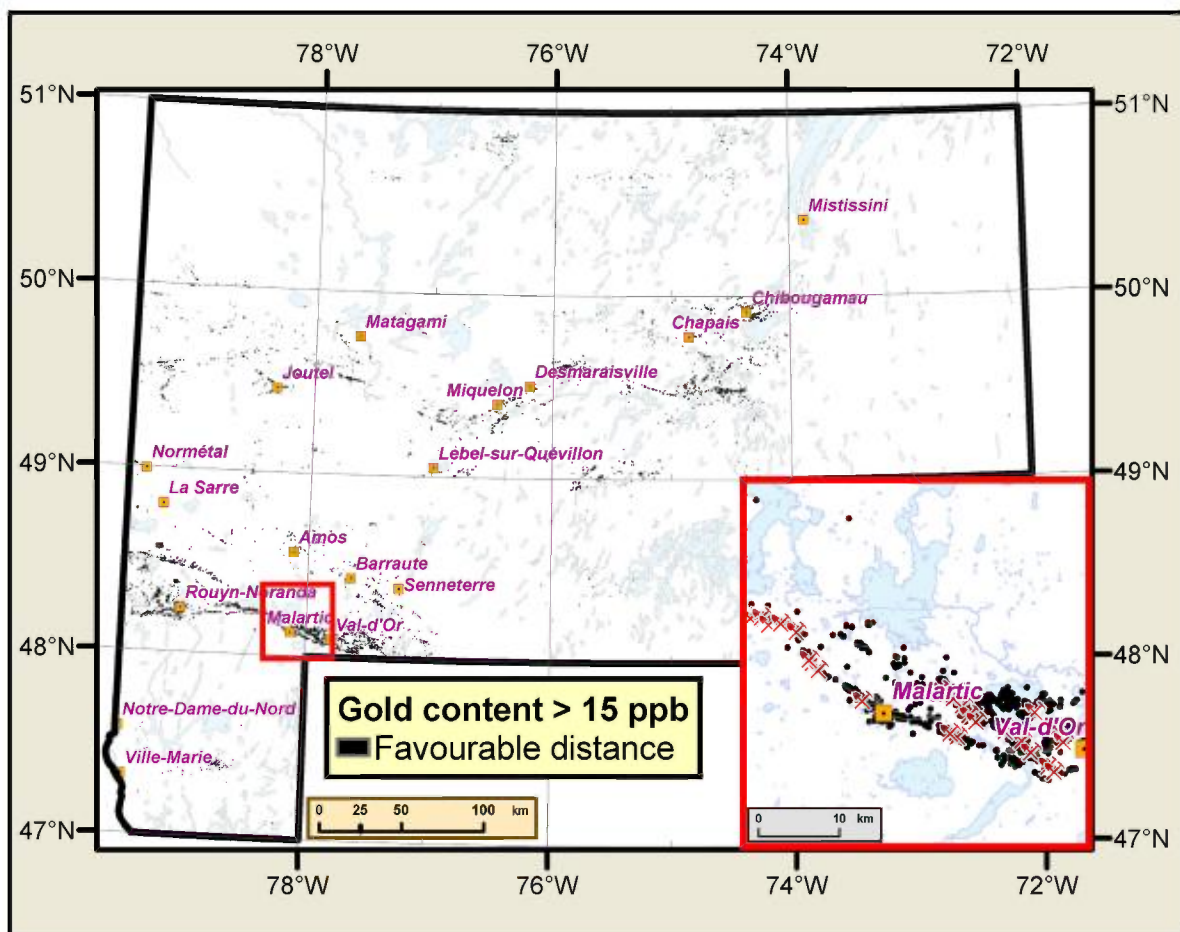 78°W 76°W 74°W 72°W
51°N 51°N
Mistissini
50°N 50°N
Chibougamau
Matagami Chapais
Joutel Desmaraisville
Miquelon
Normétal Lebel-sur-Quévillon
49°N 49°N
La Sarre
Amos
Barraute
Rouyn-Noranda Senneterre
Malartic Val-d'Or
48°N 48°N
Malartic
Val-d'Or
Notre-Dame-du-Nord
Gold content > 15 ppb
Favourable distance
Ville-Marie
0 25 50 100 km
0 10 km
47°N 47°N
78°W 76°W 74°W 72°W